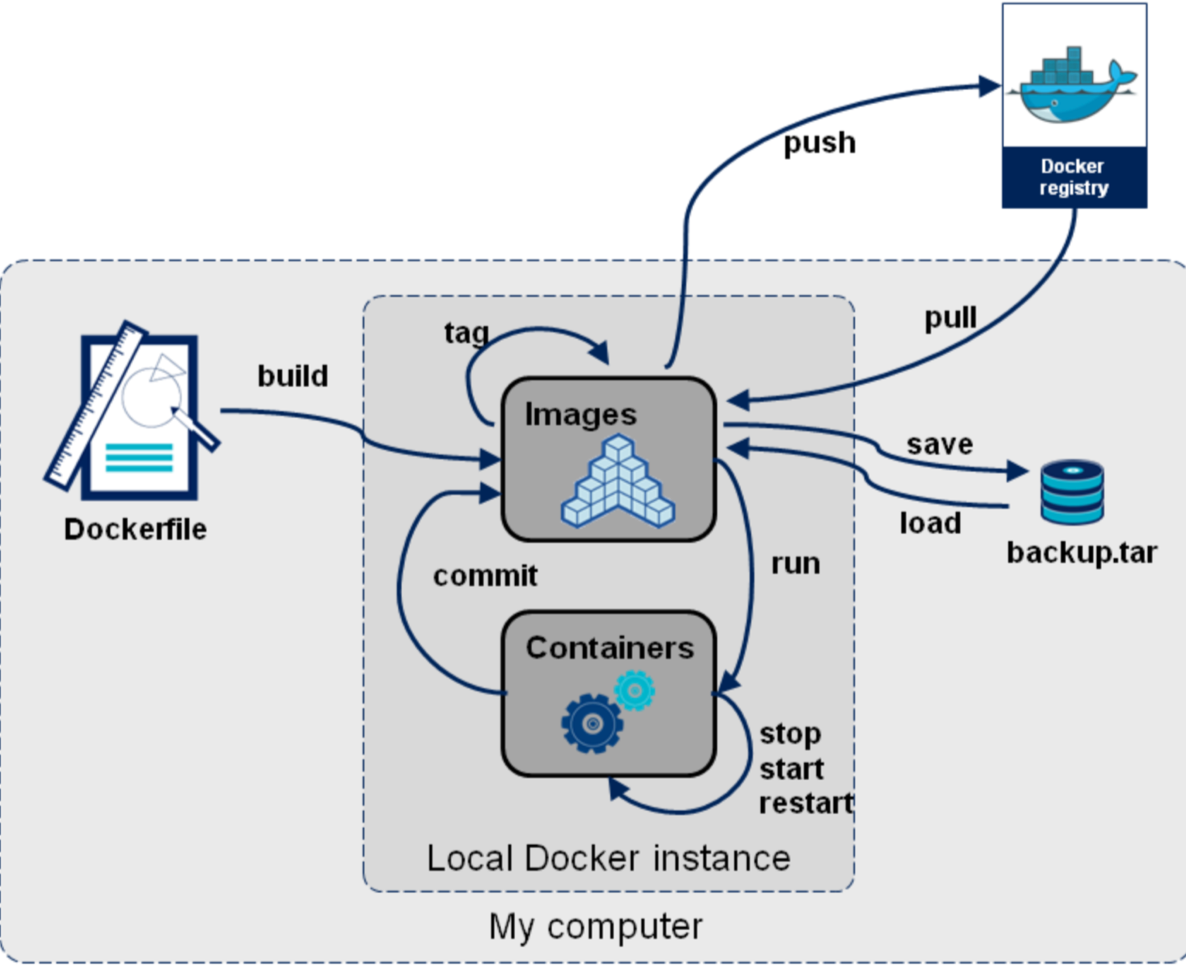 push
Docker
registry
tag
pull
build
Images
save
Dockerfile
load
backup.tar
run
commit
Containers
stop
start
restart
Local Docker instance
My computer